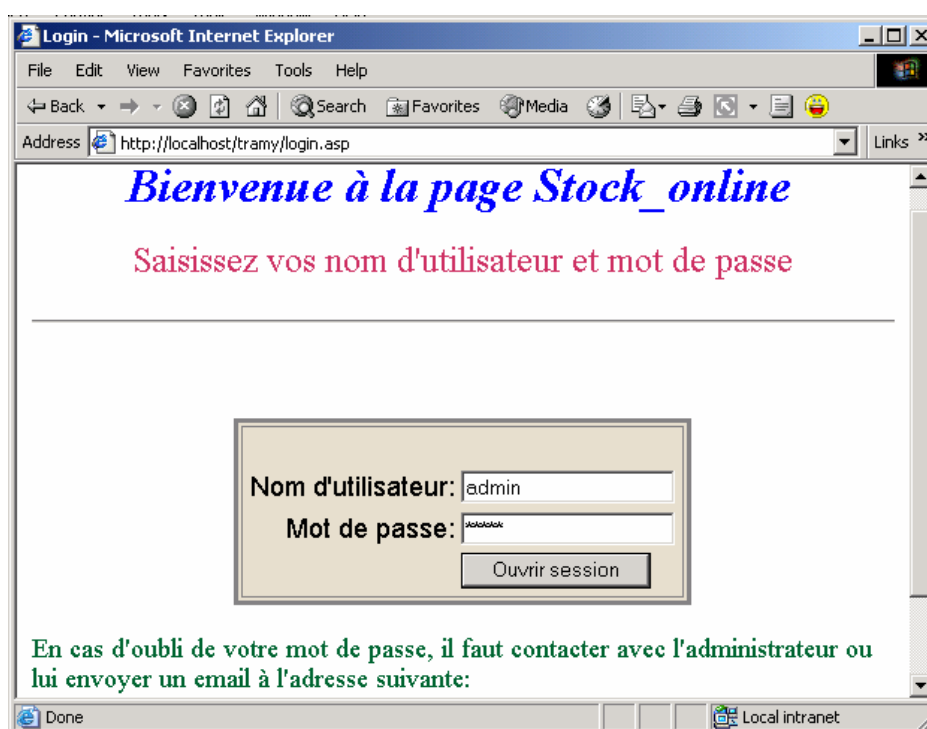 Login - Microsoft Internet Explorer
File Edit View Favorites Tools Help
Back Search Favorites Media
Address http://localhost/tramy/login.asp Links »
Bienvenue à la page Stock_online
Saisissez vos nom d'utilisateur et mot de passe
Nom d'utilisateur: admin
Mot de passe: ******
Ouvrir session
En cas d'oubli de votre mot de passe, il faut contacter avec l'administrateur ou
lui envoyer un email à l'adresse suivante:
Done Local intranet